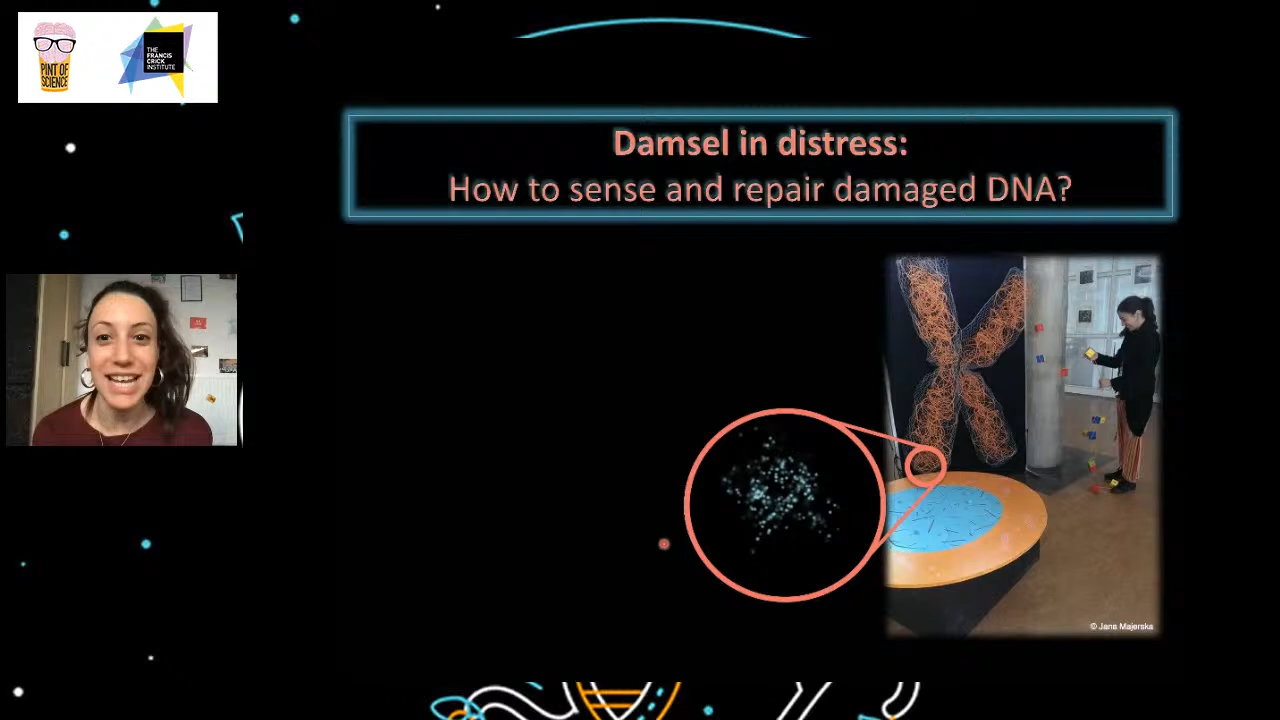 PINT OF
SCIENCE
THE
FRANCIS
CRICK
INSTITUTE
Damsel in distress:
How to sense and repair damaged DNA?
© Jana Majerska